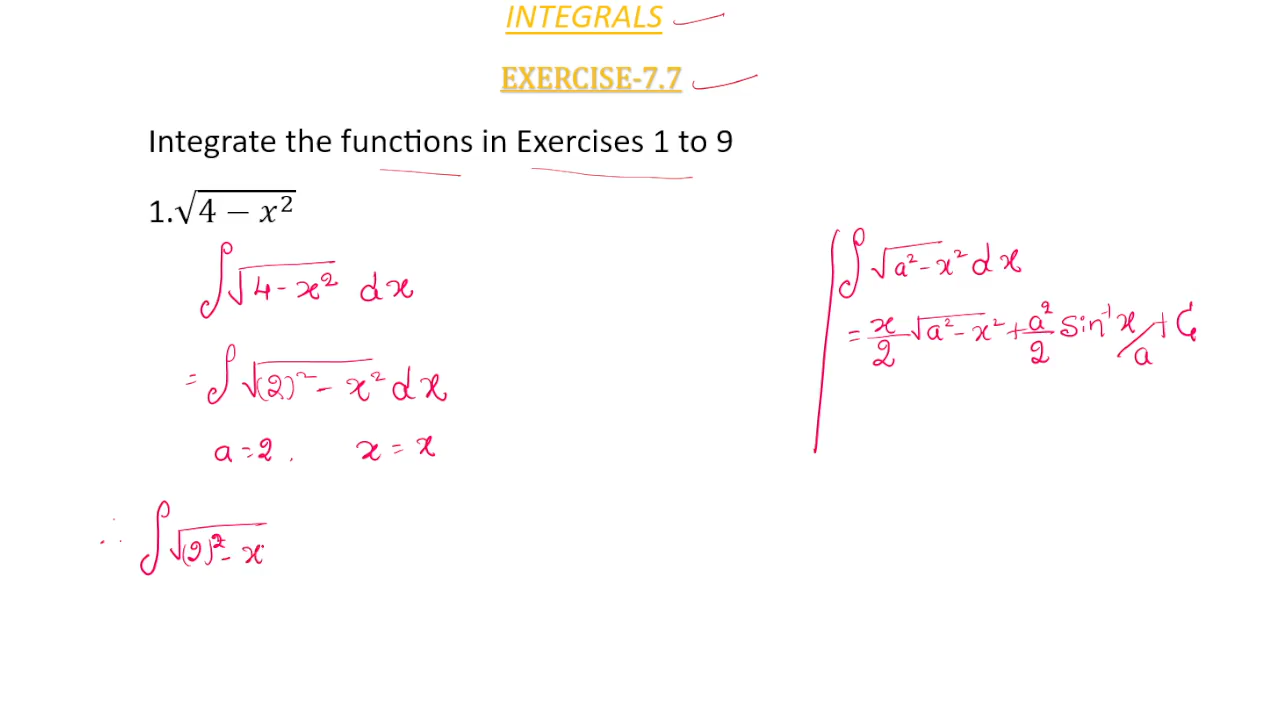 INTEGRALS
EXERCISE-7.7
Integrate the functions in Exercises 1 to 9
1.√4 − x²
∫√4 - x² dx
= ∫√(2)² - x² dx
a = 2 . x = x
∴ ∫√(2)² - x
∫√a² - x² dx
= x/2 √a² - x² + a²/2 Sin⁻¹ x/a + C